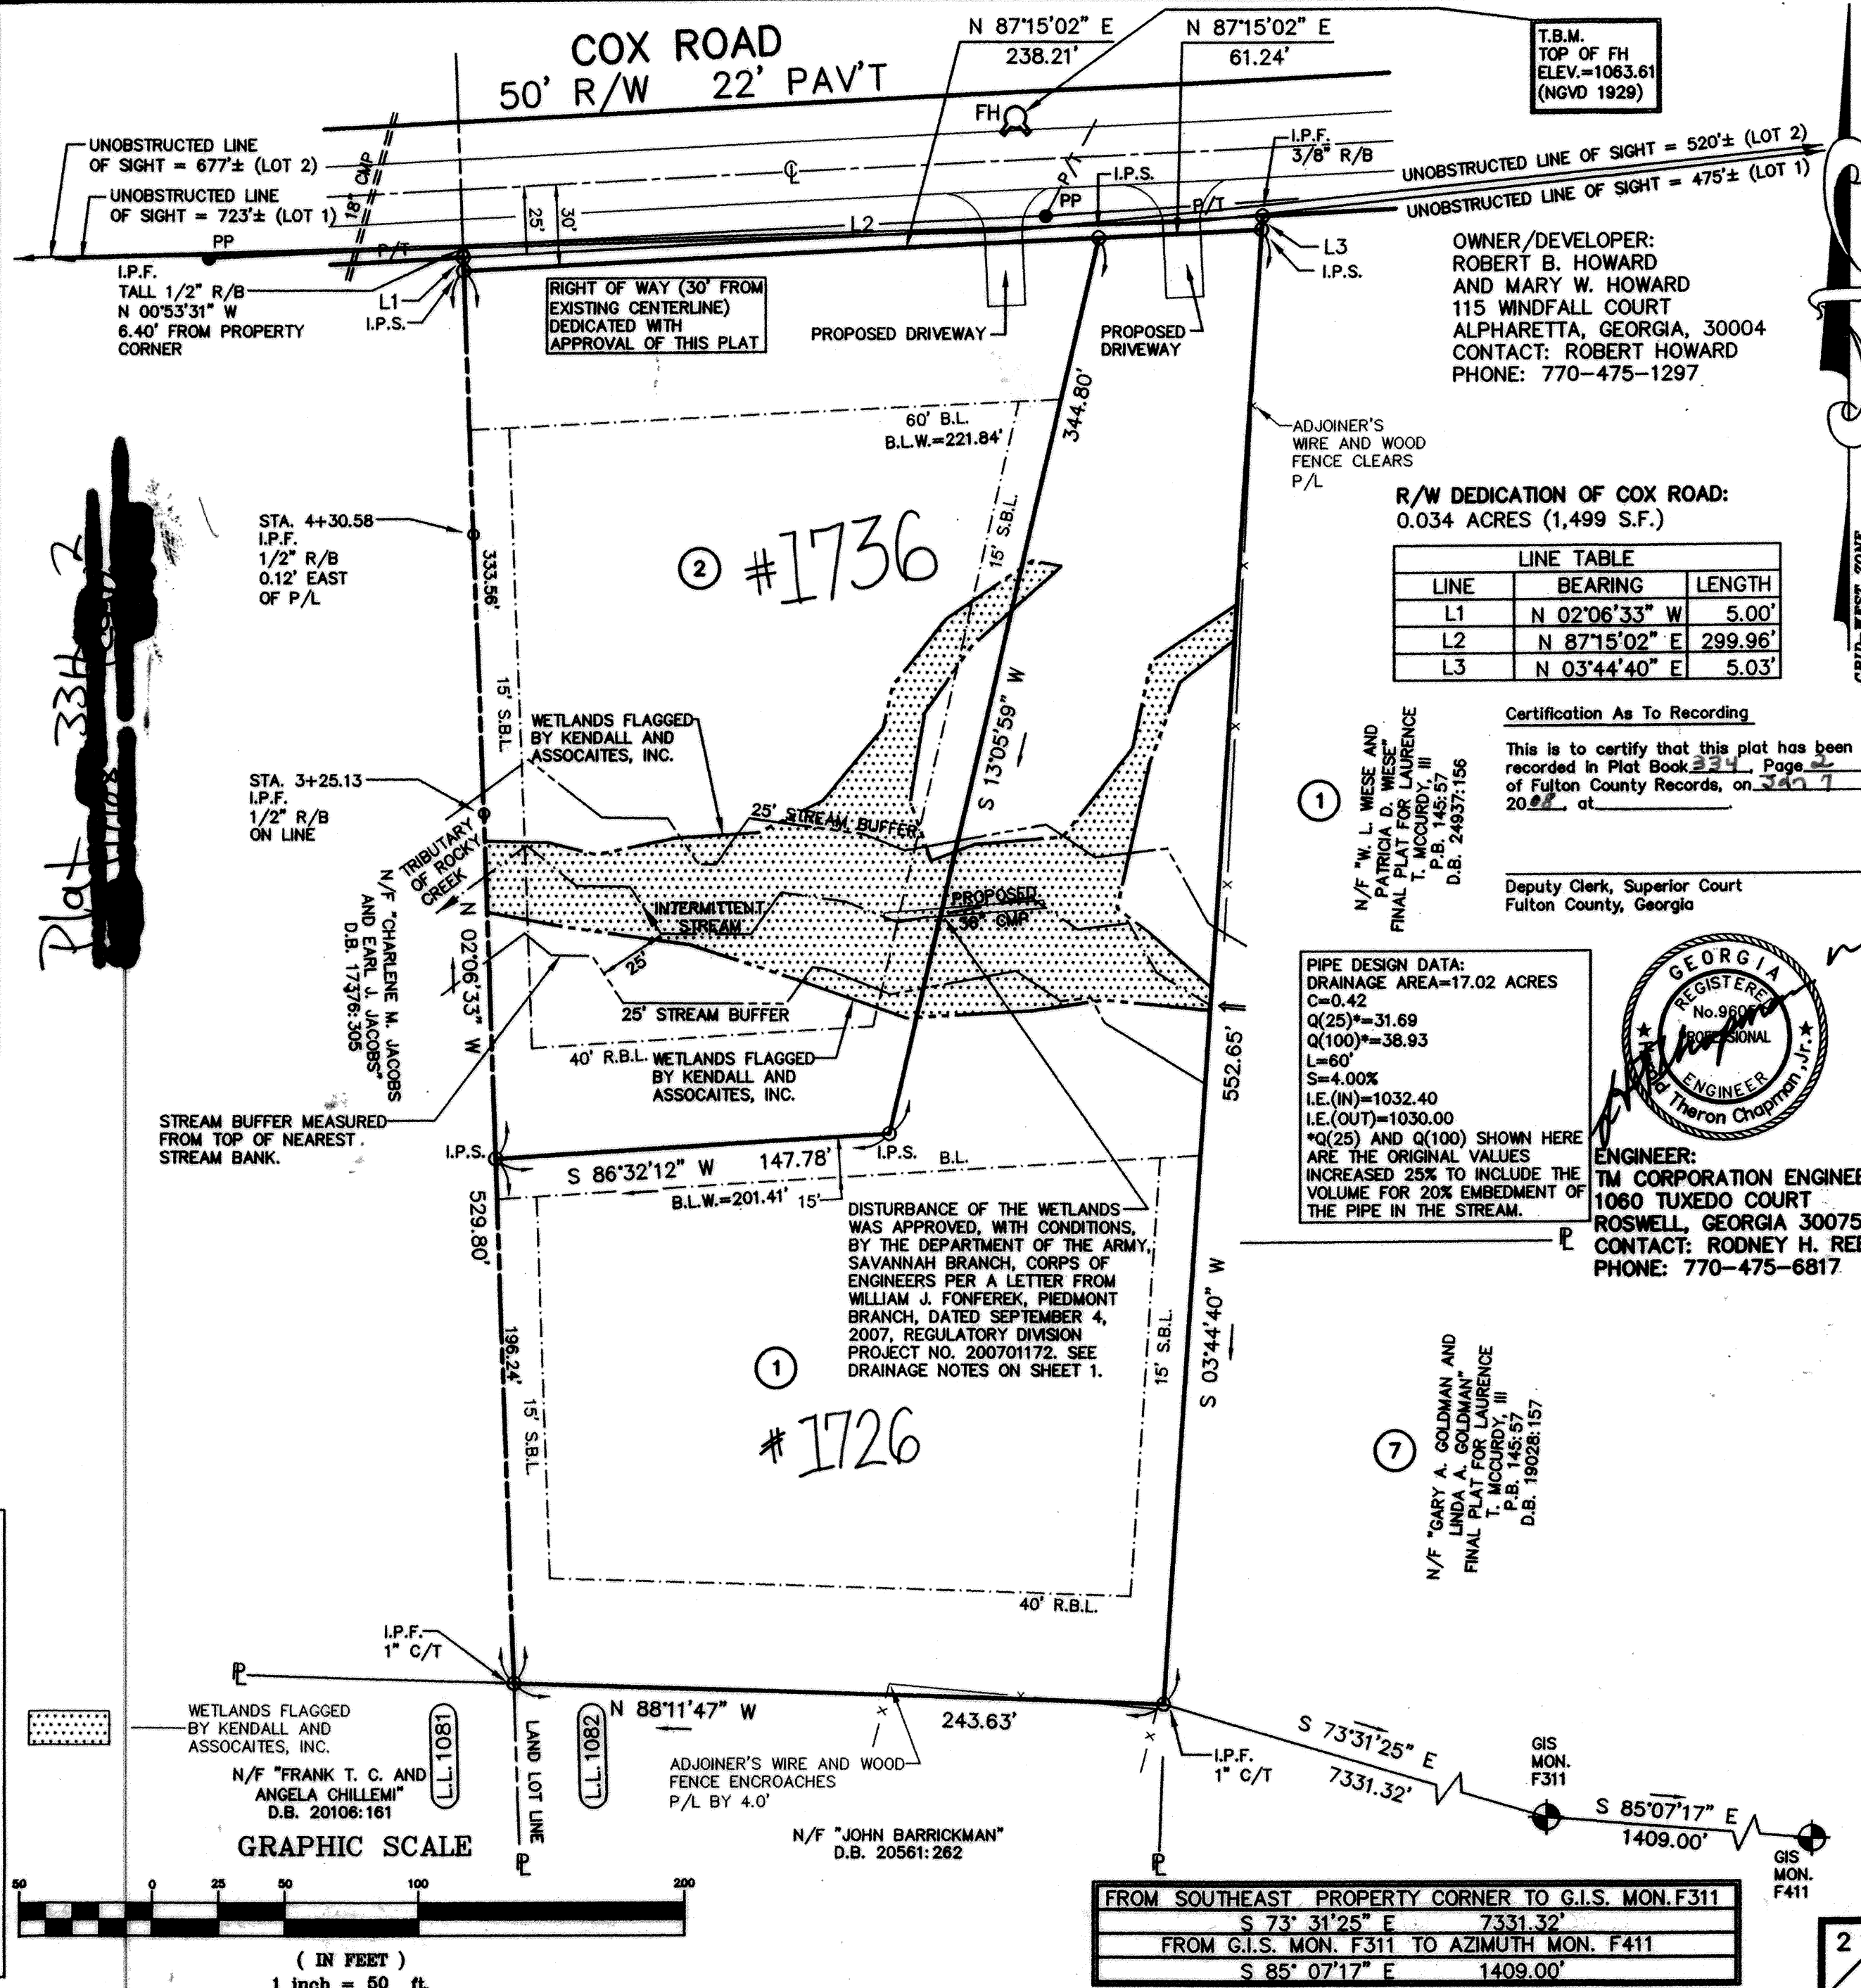 COX ROAD
50' R/W 22' PAV'T
N 87°15'02" E
238.21'
N 87°15'02" E
61.24'
T.B.M.
TOP OF FH
ELEV.=1063.61
(NGVD 1929)
FH
UNOBSTRUCTED LINE
OF SIGHT = 677'± (LOT 2)
UNOBSTRUCTED LINE
OF SIGHT = 723'± (LOT 1)
18" CMP
25'
30'
P/T
PP
I.P.S.
P/T
I.P.F.
3/8" R/B
UNOBSTRUCTED LINE OF SIGHT = 520'± (LOT 2)
UNOBSTRUCTED LINE OF SIGHT = 475'± (LOT 1)
PP
P/T
L2
L3
I.P.S.
I.P.F.
TALL 1/2" R/B
N 00°53'31" W
6.40' FROM PROPERTY
CORNER
L1
I.P.S.
RIGHT OF WAY (30' FROM
EXISTING CENTERLINE)
DEDICATED WITH
APPROVAL OF THIS PLAT
PROPOSED DRIVEWAY
PROPOSED
DRIVEWAY
OWNER/DEVELOPER:
ROBERT B. HOWARD
AND MARY W. HOWARD
115 WINDFALL COURT
ALPHARETTA, GEORGIA, 30004
CONTACT: ROBERT HOWARD
PHONE: 770-475-1297
60' B.L.
B.L.W.=221.84'
344.80'
ADJOINER'S
WIRE AND WOOD
FENCE CLEARS
P/L
R/W DEDICATION OF COX ROAD:
0.034 ACRES (1,499 S.F.)
LINE TABLE
LINE BEARING LENGTH
L1 N 02°06'33" W 5.00'
L2 N 87°15'02" E 299.96'
L3 N 03°44'40" E 5.03'
STA. 4+30.58
I.P.F.
1/2" R/B
0.12' EAST
OF P/L
333.56'
2
#1736
15' S.B.L.
15' S.B.L
S 13°05'59" W
Plat
WETLANDS FLAGGED
BY KENDALL AND
ASSOCAITES, INC.
STA. 3+25.13
I.P.F.
1/2" R/B
ON LINE
25' STREAM BUFFER
TRIBUTARY
OF ROCKY
CREEK
INTERMITTENT
STREAM
PROPOSED
36" CMP
25'
25' STREAM BUFFER
N 02°06'33" W
N/F "CHARLENE M. JACOBS
AND EARL J. JACOBS"
D.B. 17376:305
40' R.B.L.
WETLANDS FLAGGED
BY KENDALL AND
ASSOCAITES, INC.
STREAM BUFFER MEASURED
FROM TOP OF NEAREST
STREAM BANK.
1
N/F "W. L. WIESE AND
PATRICIA D. WIESE"
FINAL PLAT FOR LAURENCE
T. MCCURDY, III
P.B. 145:57
D.B. 24937:156
Certification As To Recording
This is to certify that this plat has been
recorded in Plat Book 334, Page 2
of Fulton County Records, on Jan 7
2008, at
Deputy Clerk, Superior Court
Fulton County, Georgia
PIPE DESIGN DATA:
DRAINAGE AREA=17.02 ACRES
C=0.42
Q(25)*=31.69
Q(100)*=38.93
L=60'
S=4.00%
I.E.(IN)=1032.40
I.E.(OUT)=1030.00
*Q(25) AND Q(100) SHOWN HERE
ARE THE ORIGINAL VALUES
INCREASED 25% TO INCLUDE THE
VOLUME FOR 20% EMBEDMENT OF
THE PIPE IN THE STREAM.
GEORGIA
REGISTERED
PROFESSIONAL
ENGINEER
Theron Chapman, Jr.
ENGINEER:
TM CORPORATION
1060 TUXEDO COURT
ROSWELL, GEORGIA 30075
CONTACT: RODNEY H.
PHONE: 770-475-6817
552.65'
I.P.S.
S 86°32'12" W 147.78'
I.P.S.
B.L.
B.L.W.=201.41'
15'
529.80'
DISTURBANCE OF THE WETLANDS
WAS APPROVED, WITH CONDITIONS,
BY THE DEPARTMENT OF THE ARMY,
SAVANNAH BRANCH, CORPS OF
ENGINEERS PER A LETTER FROM
WILLIAM J. FONFEREK, PIEDMONT
BRANCH, DATED SEPTEMBER 4,
2007, REGULATORY DIVISION
PROJECT NO. 200701172. SEE
DRAINAGE NOTES ON SHEET 1.
196.24'
15' S.B.L
15' S.B.L.
S 03°44'40" W
1
#1726
7
N/F "GARY A. GOLDMAN AND
LINDA A. GOLDMAN"
FINAL PLAT FOR LAURENCE
T. MCCURDY, III
P.B. 145:57
D.B. 19028:157
40' R.B.L.
I.P.F.
1" C/T
N 88°11'47" W
243.63'
WETLANDS FLAGGED
BY KENDALL AND
ASSOCAITES, INC.
L.L. 1081
LAND LOT LINE
L.L. 1082
N/F "FRANK T. C. AND
ANGELA CHILLEMI"
D.B. 20106:161
ADJOINER'S WIRE AND WOOD
FENCE ENCROACHES
P/L BY 4.0'
N/F "JOHN BARRICKMAN"
D.B. 20561:262
I.P.F.
1" C/T
S 73°31'25" E
7331.32'
GIS
MON.
F311
S 85°07'17" E
1409.00'
GIS
MON.
F411
GRAPHIC SCALE
50 0 25 50 100 200
( IN FEET )
1 inch = 50 ft.
FROM SOUTHEAST PROPERTY CORNER TO G.I.S. MON. F311
S 73° 31'25" E 7331.32'
FROM G.I.S. MON. F311 TO AZIMUTH MON. F411
S 85° 07'17" E 1409.00'
2